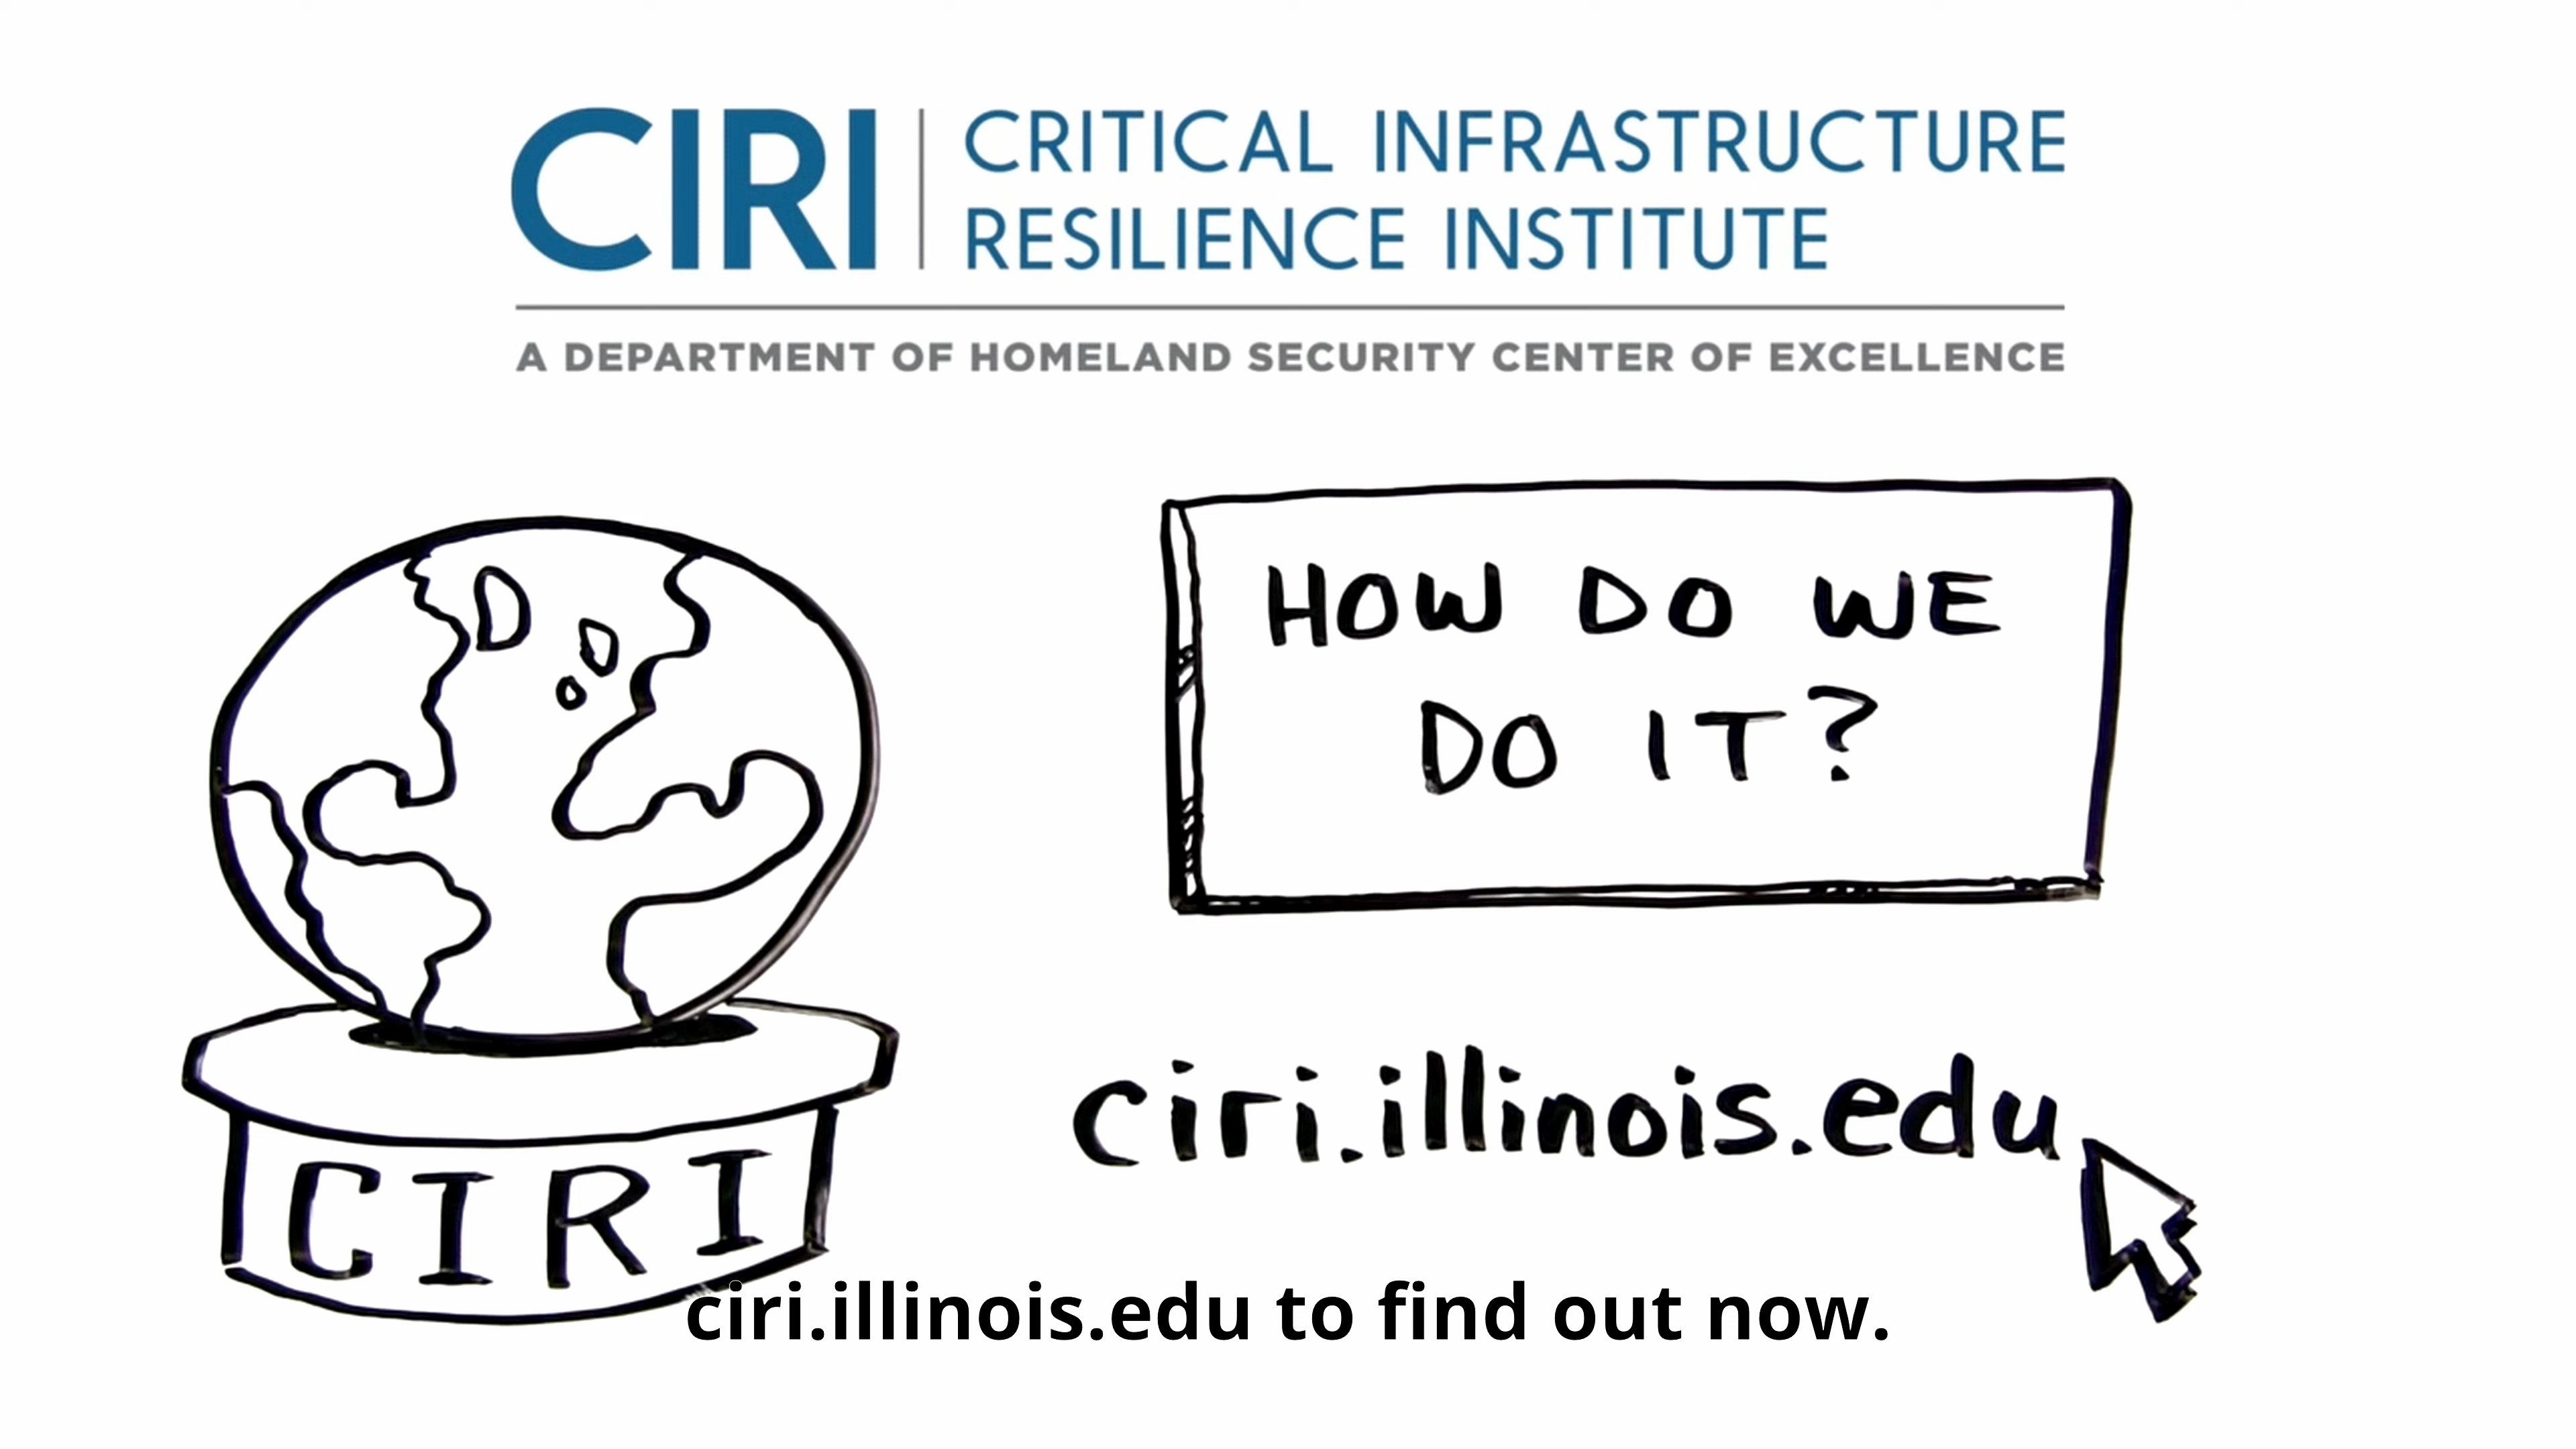 CIRI
CRITICAL INFRASTRUCTURE
RESILIENCE INSTITUTE
A DEPARTMENT OF HOMELAND SECURITY CENTER OF EXCELLENCE
HOW DO WE
DO IT?
ciri.illinois.edu
CIRI
ciri.illinois.edu to find out now.